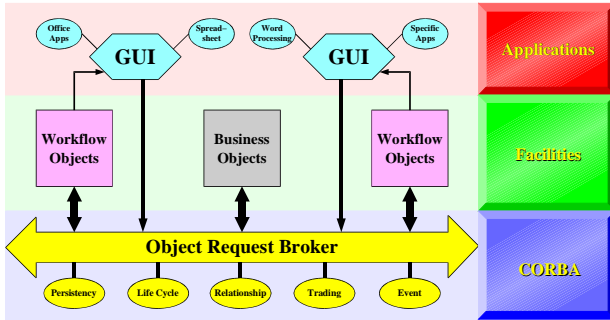 Office
Apps
GUI
Spread-
sheet
Word
Processing
GUI
Specific
Apps
Applications
Workflow
Objects
Business
Objects
Workflow
Objects
Facilities
Object Request Broker
CORBA
Persistency
Life Cycle
Relationship
Trading
Event